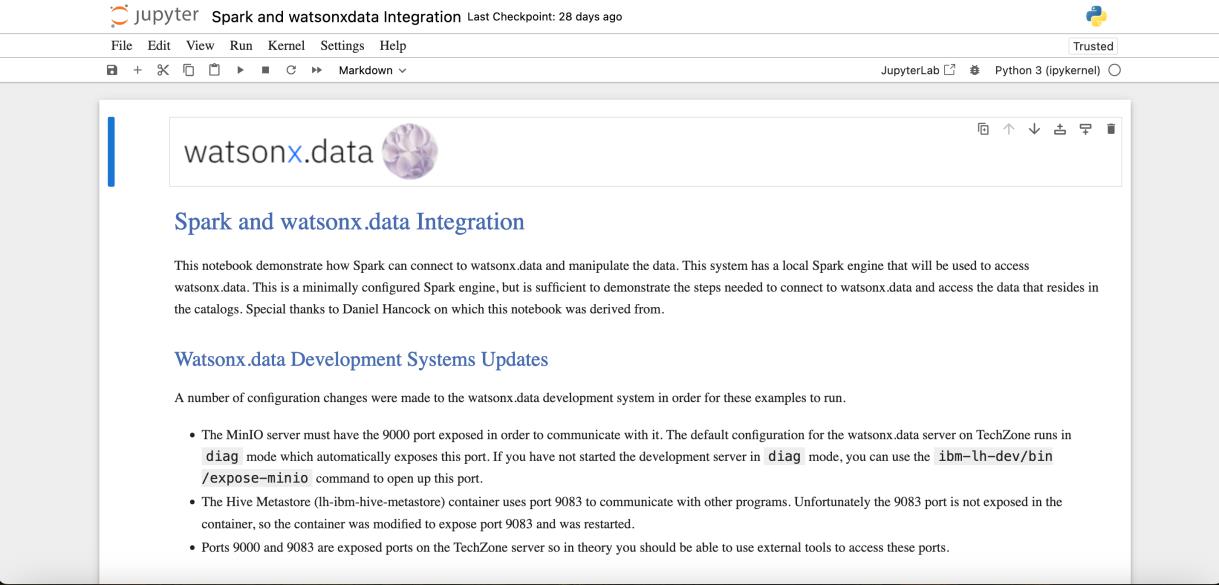 jupyter Spark and watsonxdata Integration Last Checkpoint: 28 days ago
File Edit View Run Kernel Settings Help
Trusted
Markdown
JupyterLab Python 3 (ipykernel)
watsonx.data
Spark and watsonx.data Integration
This notebook demonstrate how Spark can connect to watsonx.data and manipulate the data. This system has a local Spark engine that will be used to access
watsonx.data. This is a minimally configured Spark engine, but is sufficient to demonstrate the steps needed to connect to watsonx.data and access the data that resides in
the catalogs. Special thanks to Daniel Hancock on which this notebook was derived from.
Watsonx.data Development Systems Updates
A number of configuration changes were made to the watsonx.data development system in order for these examples to run.
• The MinIO server must have the 9000 port exposed in order to communicate with it. The default configuration for the watsonx.data server on TechZone runs in
diag mode which automatically exposes this port. If you have not started the development server in diag mode, you can use the ibm-lh-dev/bin
/expose-minio command to open up this port.
• The Hive Metastore (lh-ibm-hive-metastore) container uses port 9083 to communicate with other programs. Unfortunately the 9083 port is not exposed in the
container, so the container was modified to expose port 9083 and was restarted.
• Ports 9000 and 9083 are exposed ports on the TechZone server so in theory you should be able to use external tools to access these ports.